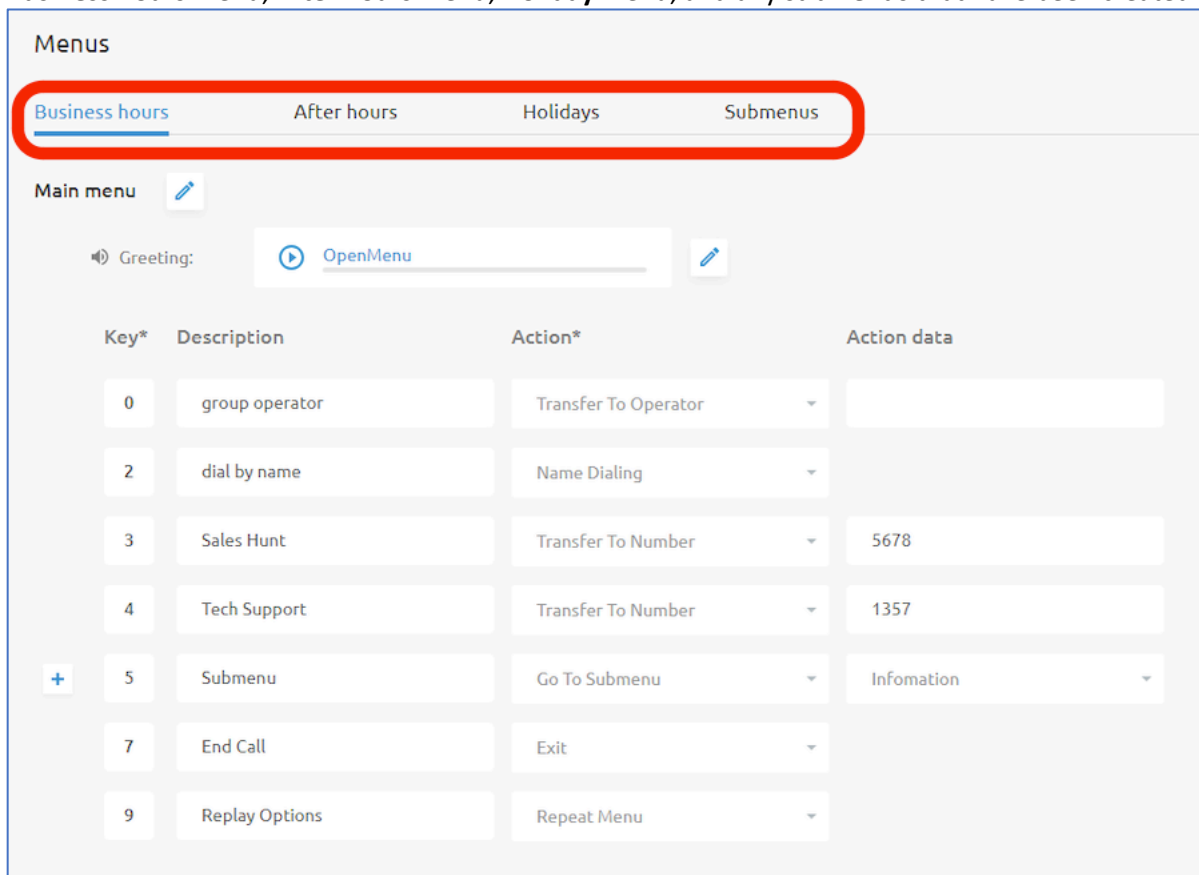 Menus
Business hours After hours Holidays Submenus
Main menu
Greeting: OpenMenu
Key* Description Action* Action data
0 group operator Transfer To Operator
2 dial by name Name Dialing
3 Sales Hunt Transfer To Number 5678
4 Tech Support Transfer To Number 1357
+ 5 Submenu Go To Submenu Infomation
7 End Call Exit
9 Replay Options Repeat Menu